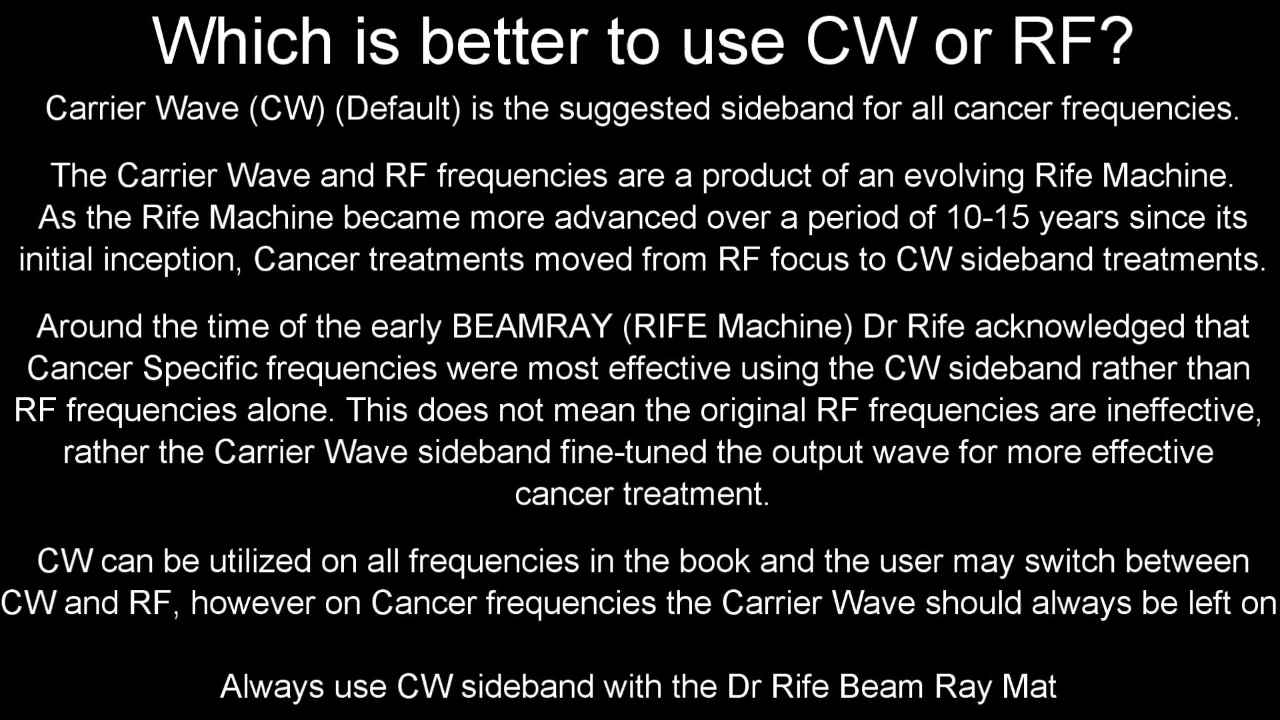 Which is better to use CW or RF?
Carrier Wave (CW) (Default) is the suggested sideband for all cancer frequencies.
The Carrier Wave and RF frequencies are a product of an evolving Rife Machine.
As the Rife Machine became more advanced over a period of 10-15 years since its
initial inception, Cancer treatments moved from RF focus to CW sideband treatments.
Around the time of the early BEAMRAY (RIFE Machine) Dr Rife acknowledged that
Cancer Specific frequencies were most effective using the CW sideband rather than
RF frequencies alone. This does not mean the original RF frequencies are ineffective,
rather the Carrier Wave sideband fine-tuned the output wave for more effective
cancer treatment.
CW can be utilized on all frequencies in the book and the user may switch between
CW and RF, however on Cancer frequencies the Carrier Wave should always be left on
Always use CW sideband with the Dr Rife Beam Ray Mat